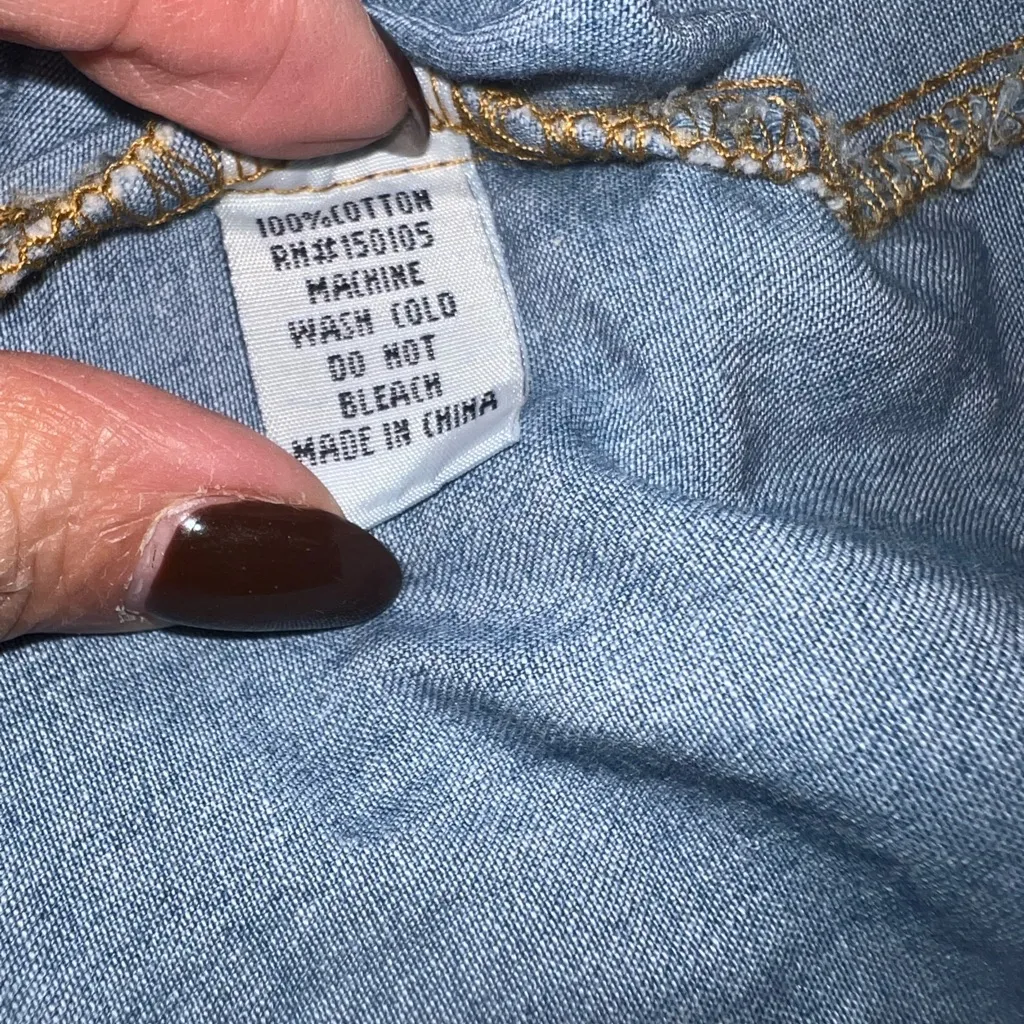 100%COTTON
RN#150105
MACHINE
WASH COLD
DO NOT
BLEACH
MADE IN CHINA